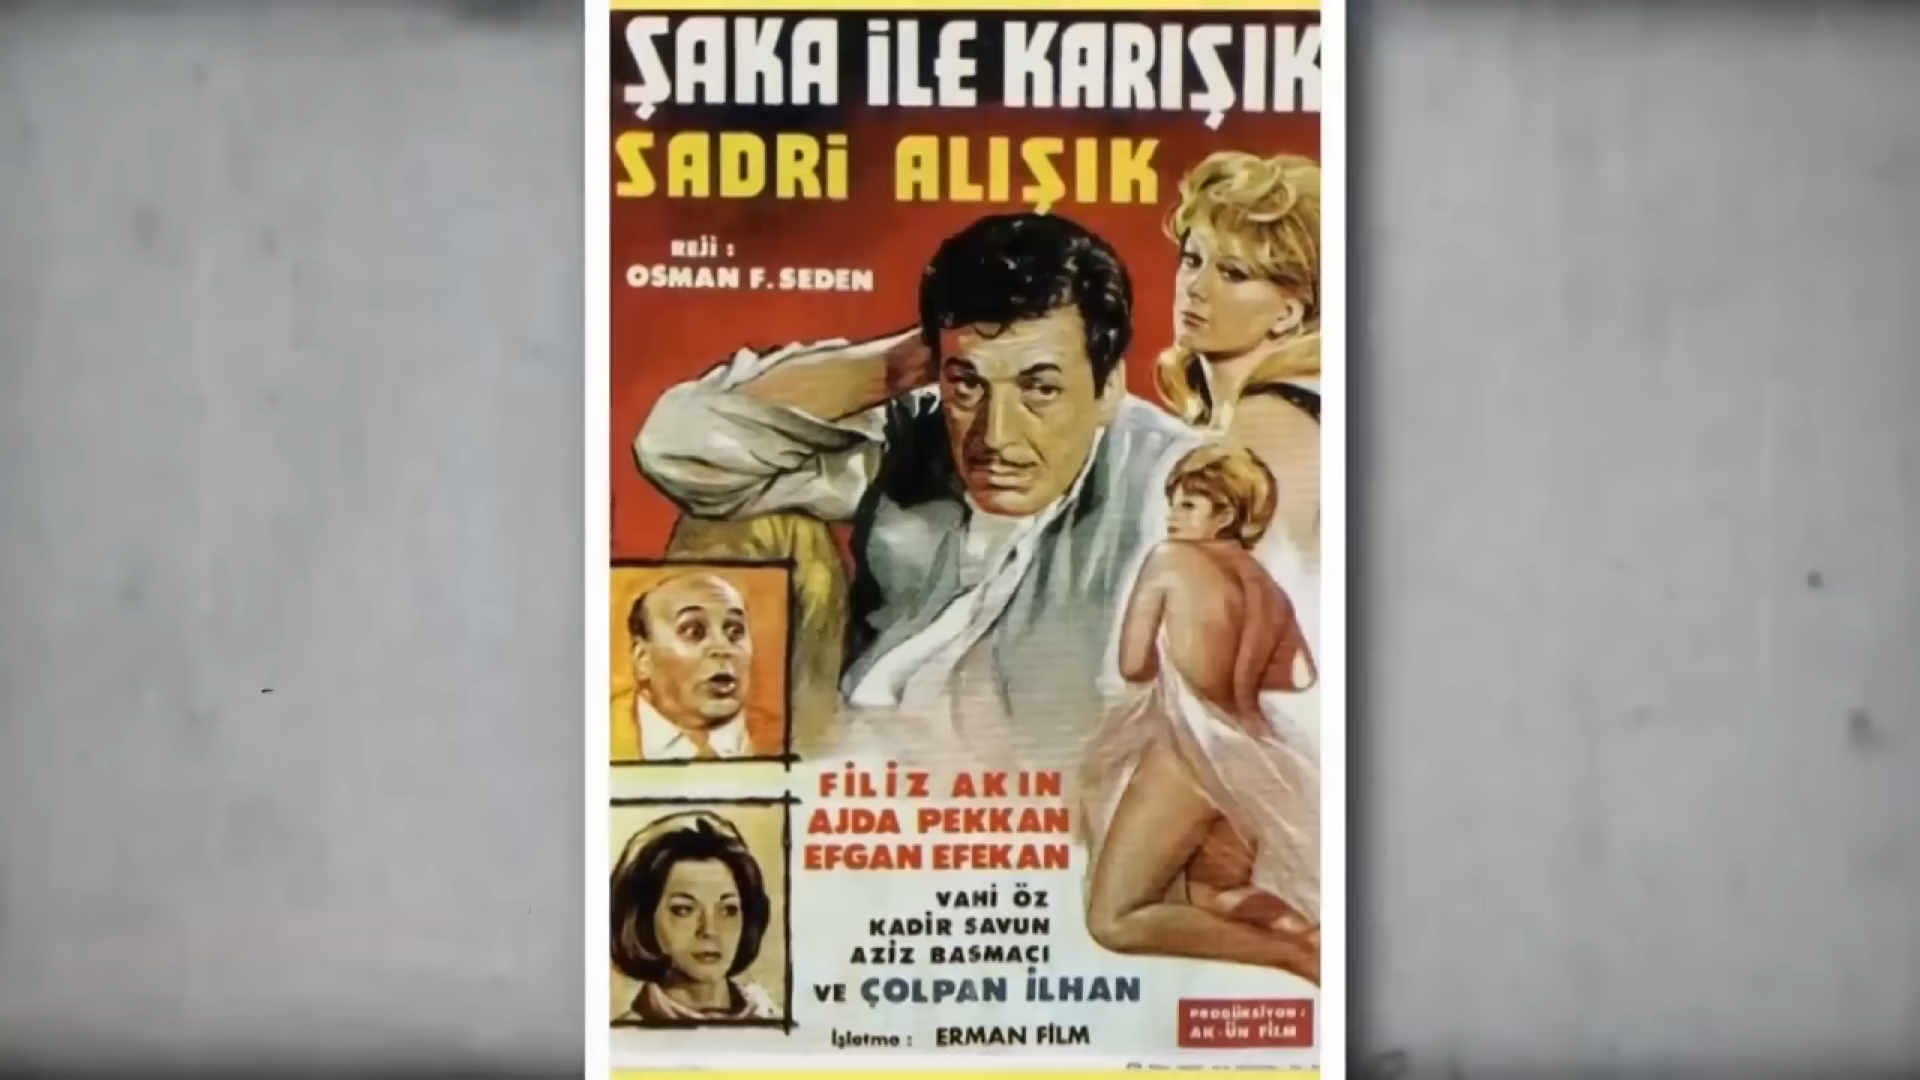 ŞAKA İLE KARIŞIK
SADRİ ALIŞIK
REJİ :
OSMAN F. SEDEN
FİLİZ AKIN
AJDA PEKKAN
EFGAN EFEKAN
VAHİ ÖZ
KADİR SAVUN
AZİZ BASMACI
VE ÇOLPAN İLHAN
İşletme : ERMAN FİLM
PRODÜKSİYON :
AK-ÜN FİLM